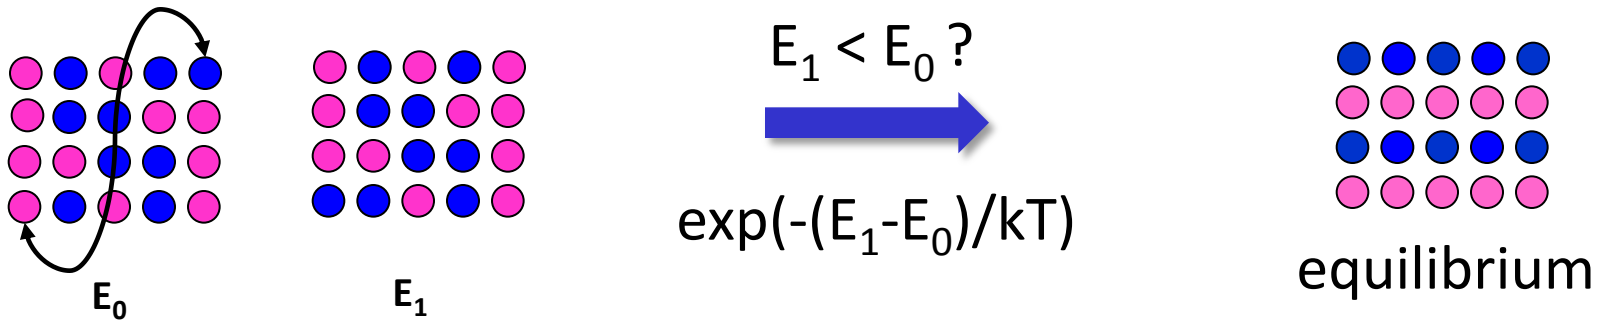 E₁ < E₀ ?
exp(-(E₁-E₀)/kT)
E₀
E₁
equilibrium